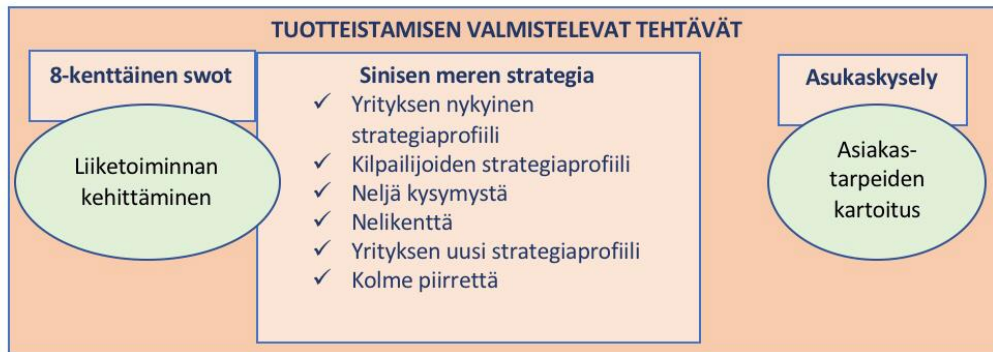 TUOTTEISTAMISEN VALMISTELEVAT TEHTÄVÄT
8-kenttäinen swot
Liiketoiminnan
kehittäminen
Sinisen meren strategia
✓ Yrityksen nykyinen
strategiaprofiili
✓ Kilpailijoiden strategiaprofiili
✓ Neljä kysymystä
✓ Nelikenttä
✓ Yrityksen uusi strategiaprofiili
✓ Kolme piirrettä
Asukaskysely
Asiakas-
tarpeiden
kartoitus